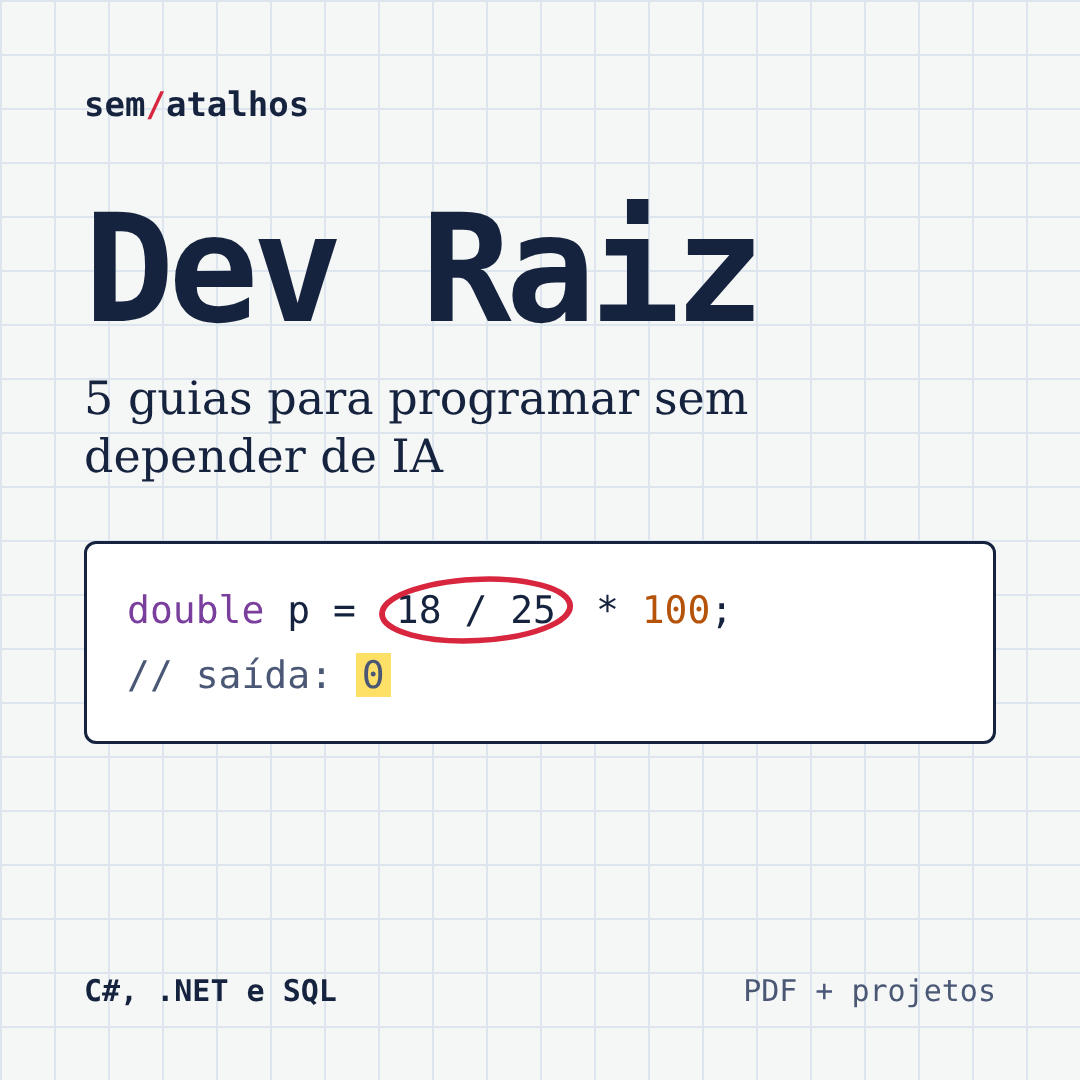 sem/atalhos
Dev Raiz
5 guias para programar sem
depender de IA
double p = 18 / 25 * 100;
// saída: 0
C#, .NET e SQL
PDF + projetos